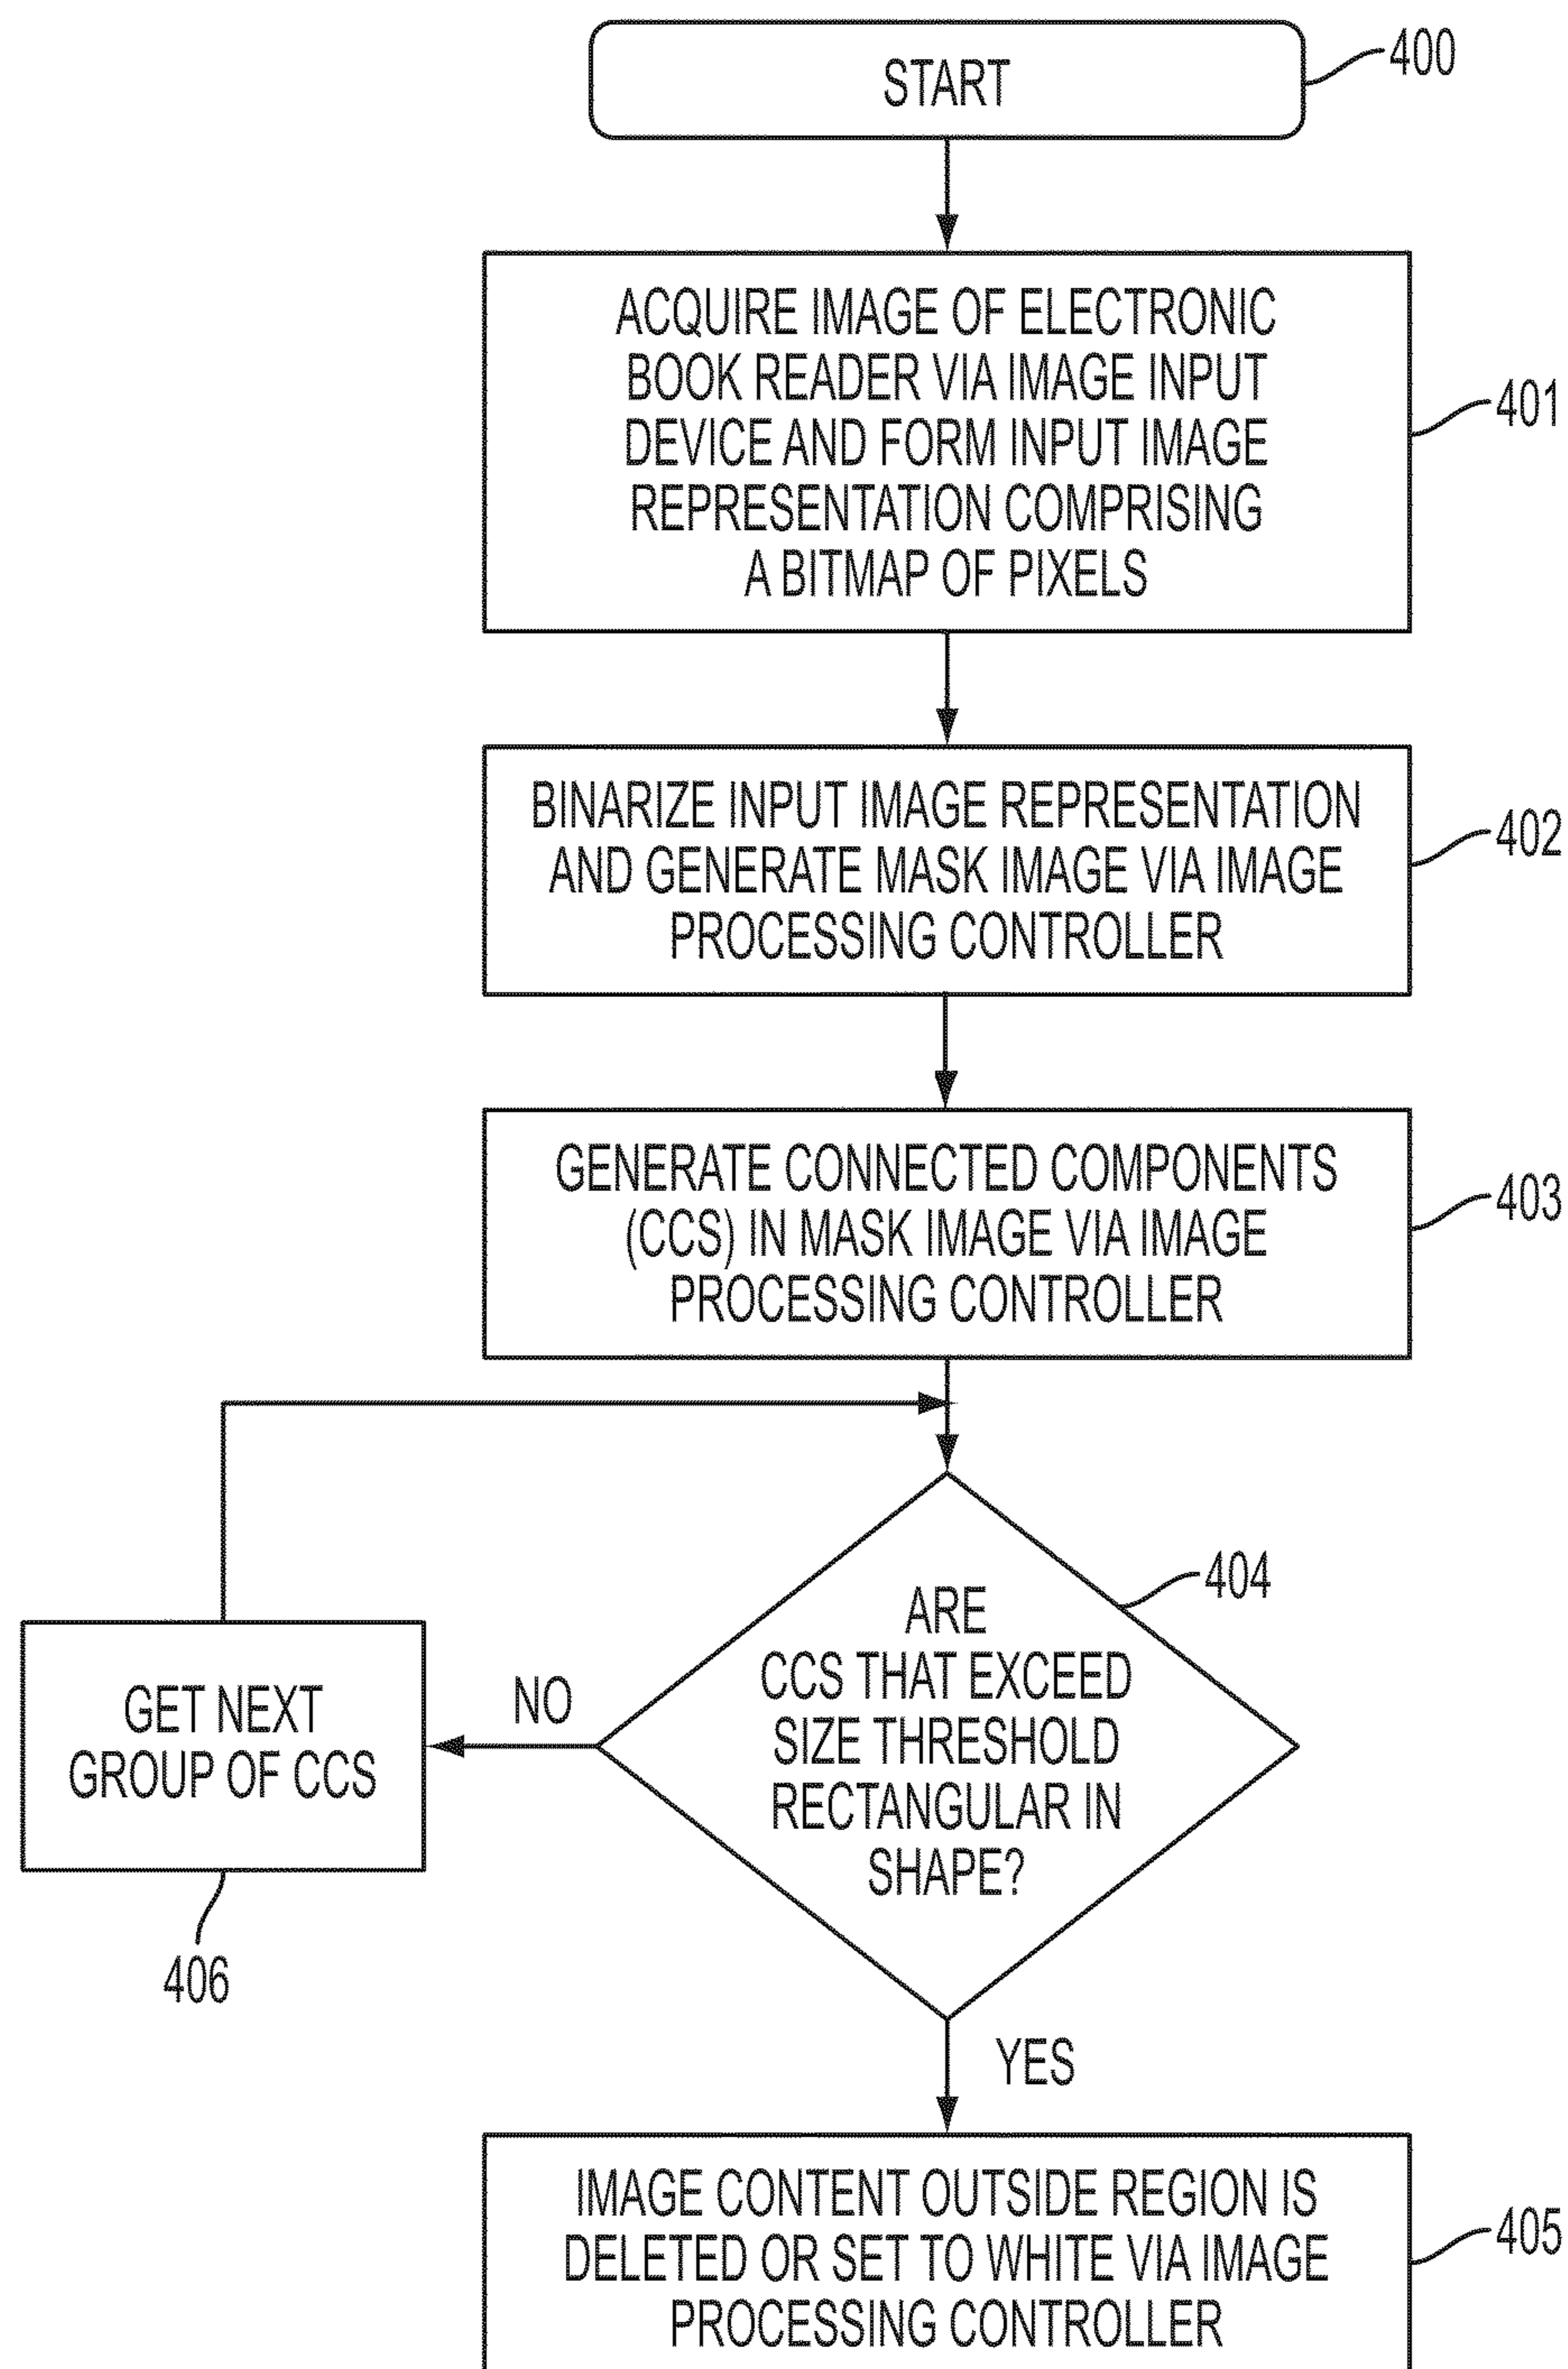 START
400
ACQUIRE IMAGE OF ELECTRONIC
BOOK READER VIA IMAGE INPUT
DEVICE AND FORM INPUT IMAGE
REPRESENTATION COMPRISING
A BITMAP OF PIXELS
401
BINARIZE INPUT IMAGE REPRESENTATION
AND GENERATE MASK IMAGE VIA IMAGE
PROCESSING CONTROLLER
402
GENERATE CONNECTED COMPONENTS
(CCS) IN MASK IMAGE VIA IMAGE
PROCESSING CONTROLLER
403
ARE
CCS THAT EXCEED
SIZE THRESHOLD
RECTANGULAR IN
SHAPE?
404
NO
GET NEXT
GROUP OF CCS
406
YES
IMAGE CONTENT OUTSIDE REGION IS
DELETED OR SET TO WHITE VIA IMAGE
PROCESSING CONTROLLER
405